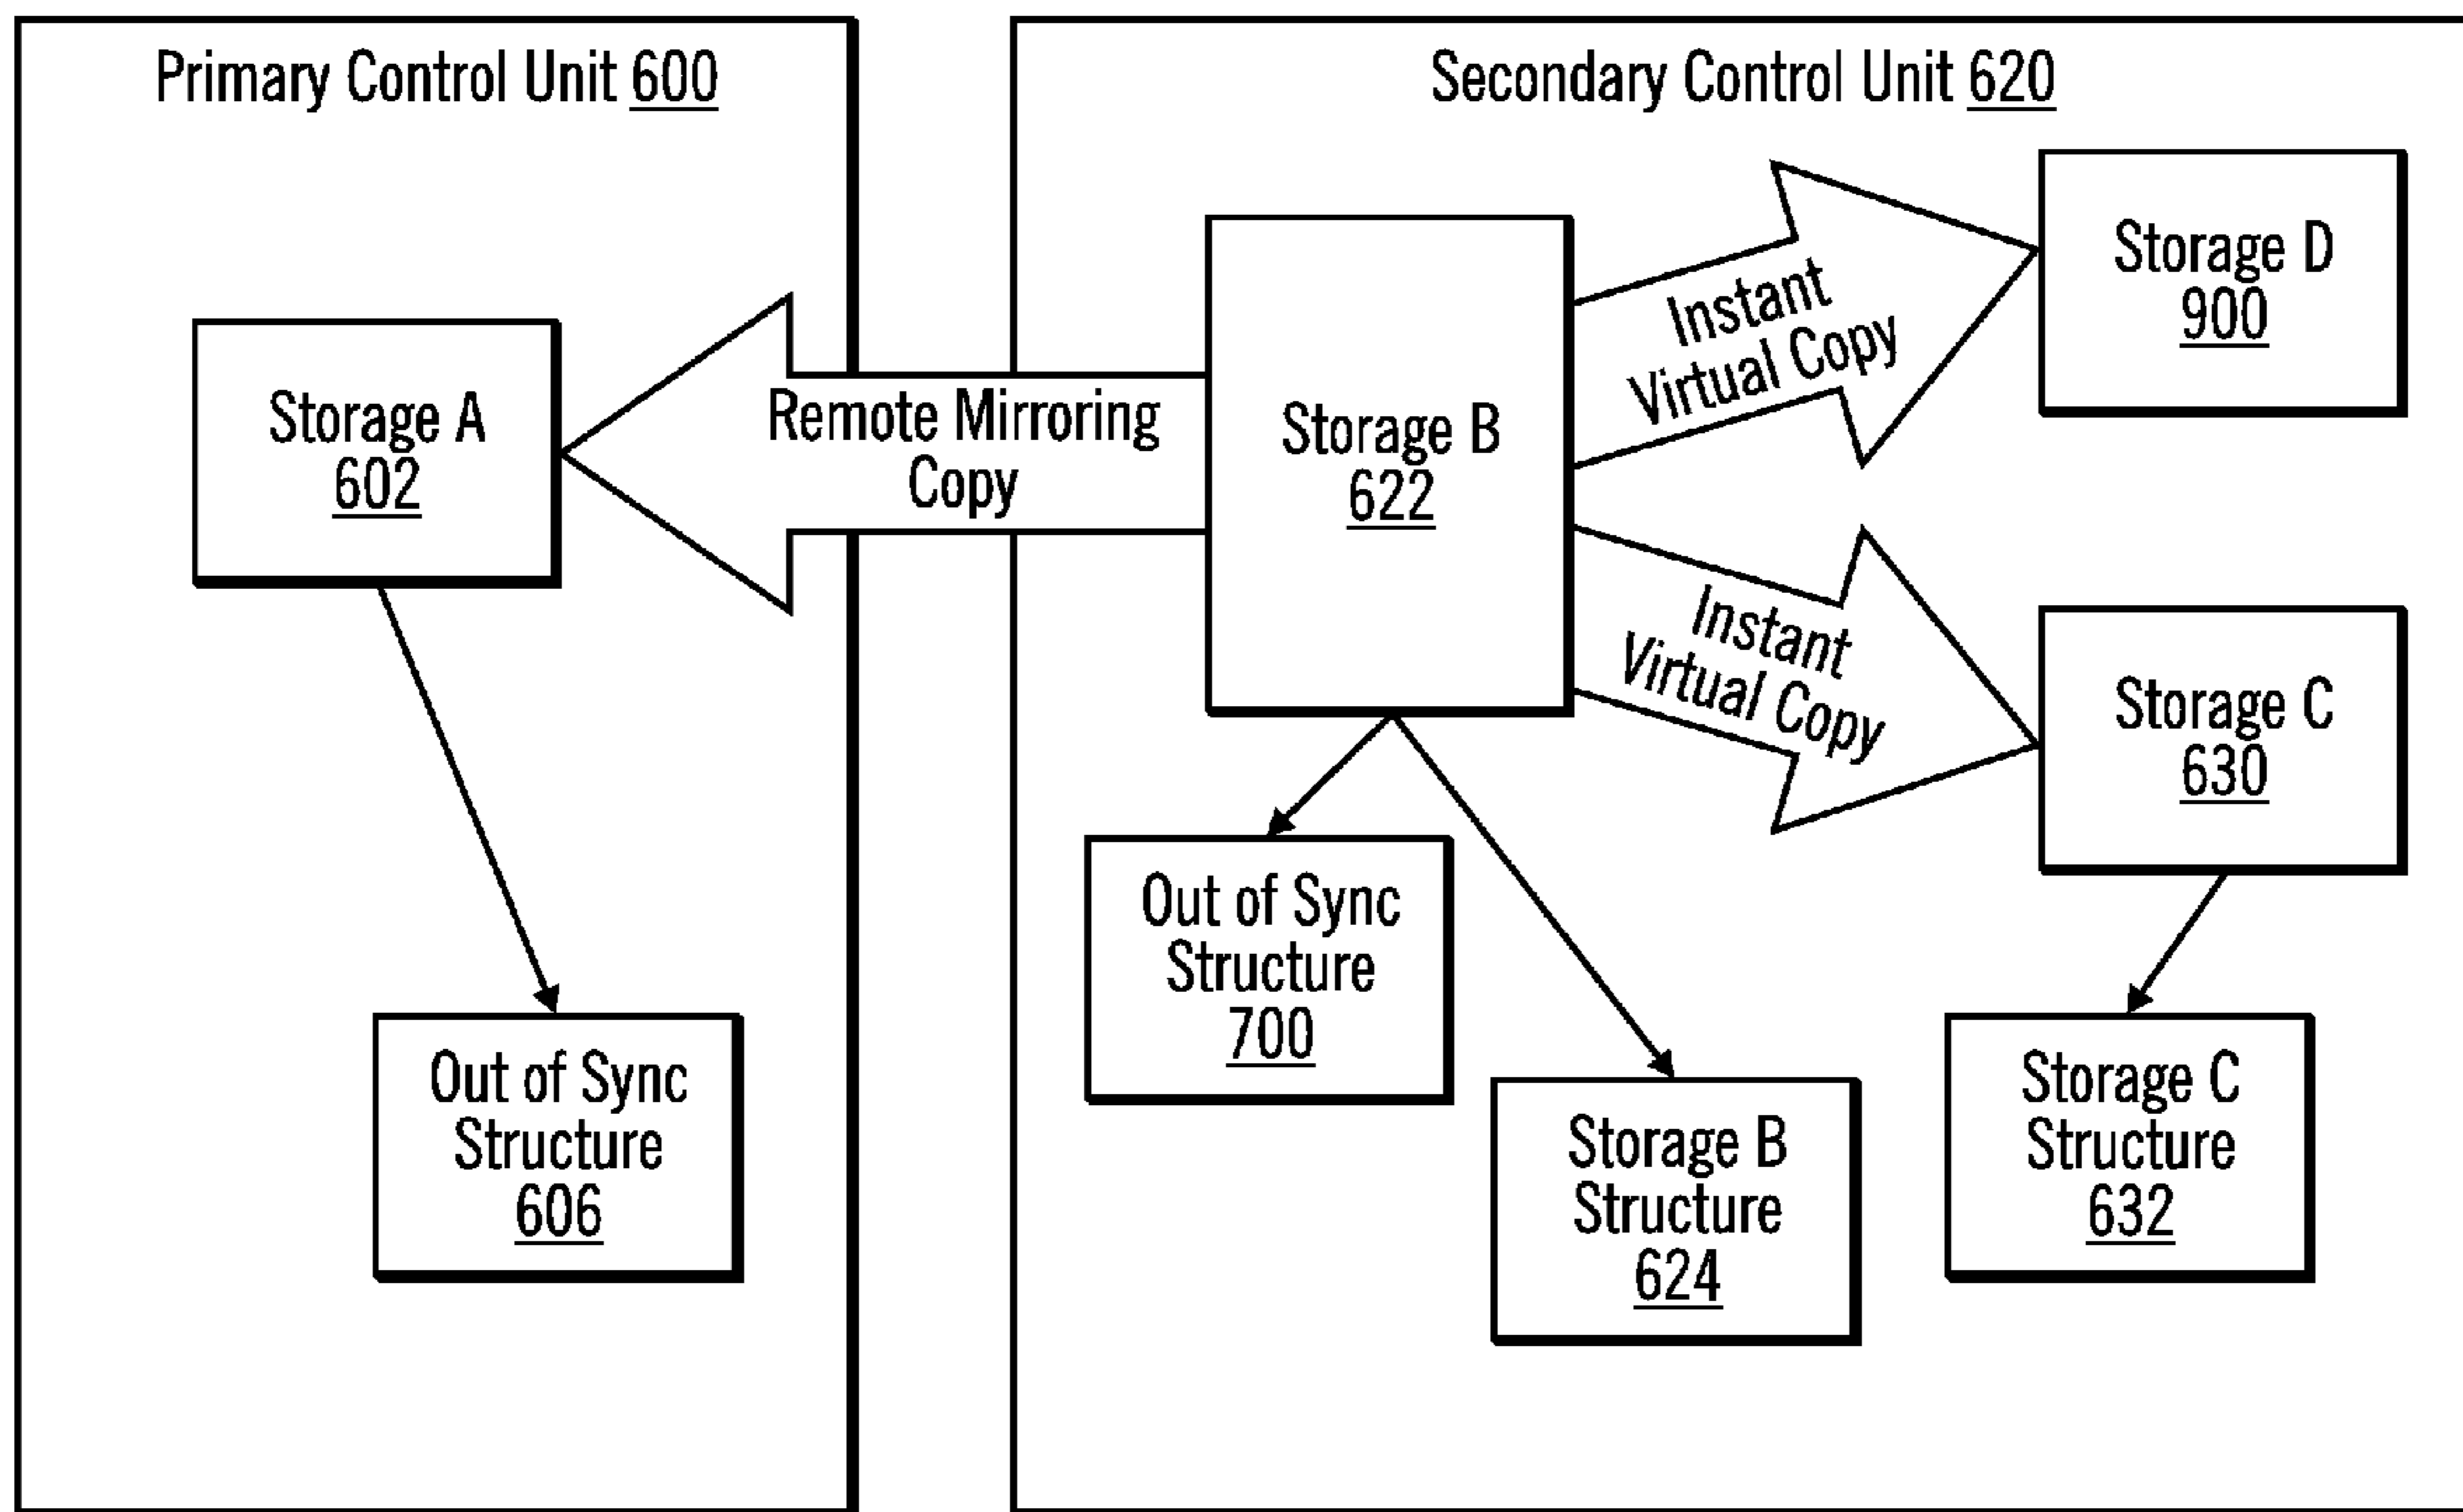 Primary Control Unit 600
Secondary Control Unit 620
Storage A
602
Remote Mirroring
Copy
Storage B
622
Instant
Virtual Copy
Storage D
900
Instant
Virtual Copy
Storage C
630
Out of Sync
Structure
606
Out of Sync
Structure
700
Storage B
Structure
624
Storage C
Structure
632